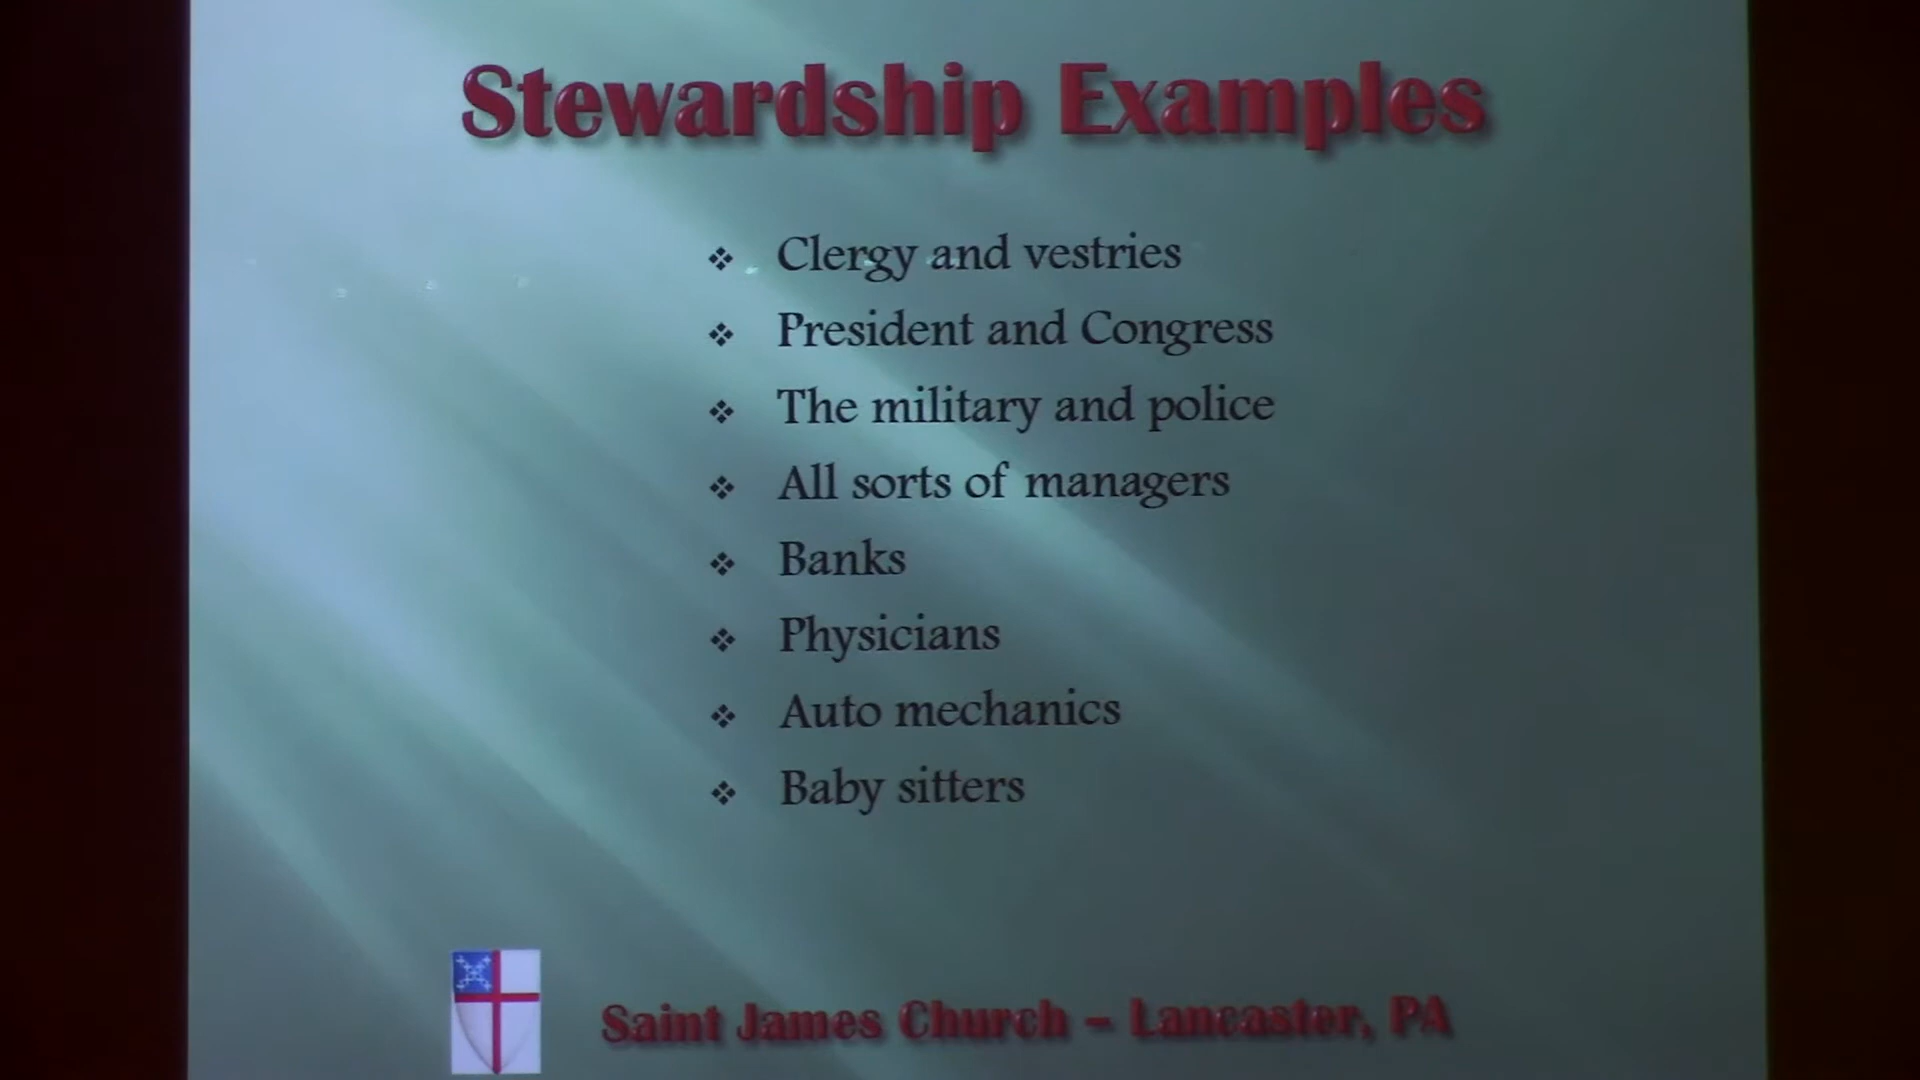 Stewardship Examples
Clergy and vestries
President and Congress
The military and police
All sorts of managers
Banks
Physicians
Auto mechanics
Baby sitters
Saint James Church – Lancaster, PA